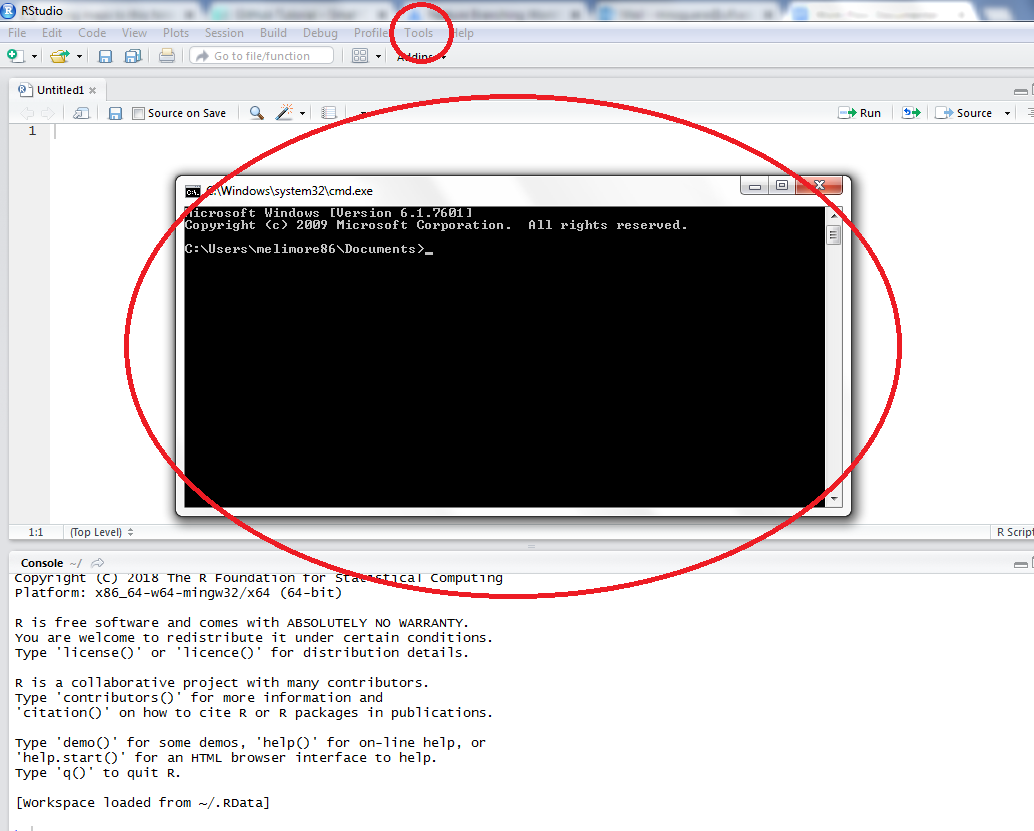 RStudio
File Edit Code View Plots Session Build Debug Profile Tools Help
Go to file/function Addins
Untitled1
Source on Save Run Source
1
C:\Windows\system32\cmd.exe
Microsoft Windows [Version 6.1.7601]
Copyright (c) 2009 Microsoft Corporation. All rights reserved.
C:\Users\melimore86\Documents>_
1:1 (Top Level) R Script
Console ~/
Copyright (C) 2018 The R Foundation for Statistical Computing
Platform: x86_64-w64-mingw32/x64 (64-bit)
R is free software and comes with ABSOLUTELY NO WARRANTY.
You are welcome to redistribute it under certain conditions.
Type 'license()' or 'licence()' for distribution details.
R is a collaborative project with many contributors.
Type 'contributors()' for more information and
'citation()' on how to cite R or R packages in publications.
Type 'demo()' for some demos, 'help()' for on-line help, or
'help.start()' for an HTML browser interface to help.
Type 'q()' to quit R.
[Workspace loaded from ~/.RData]